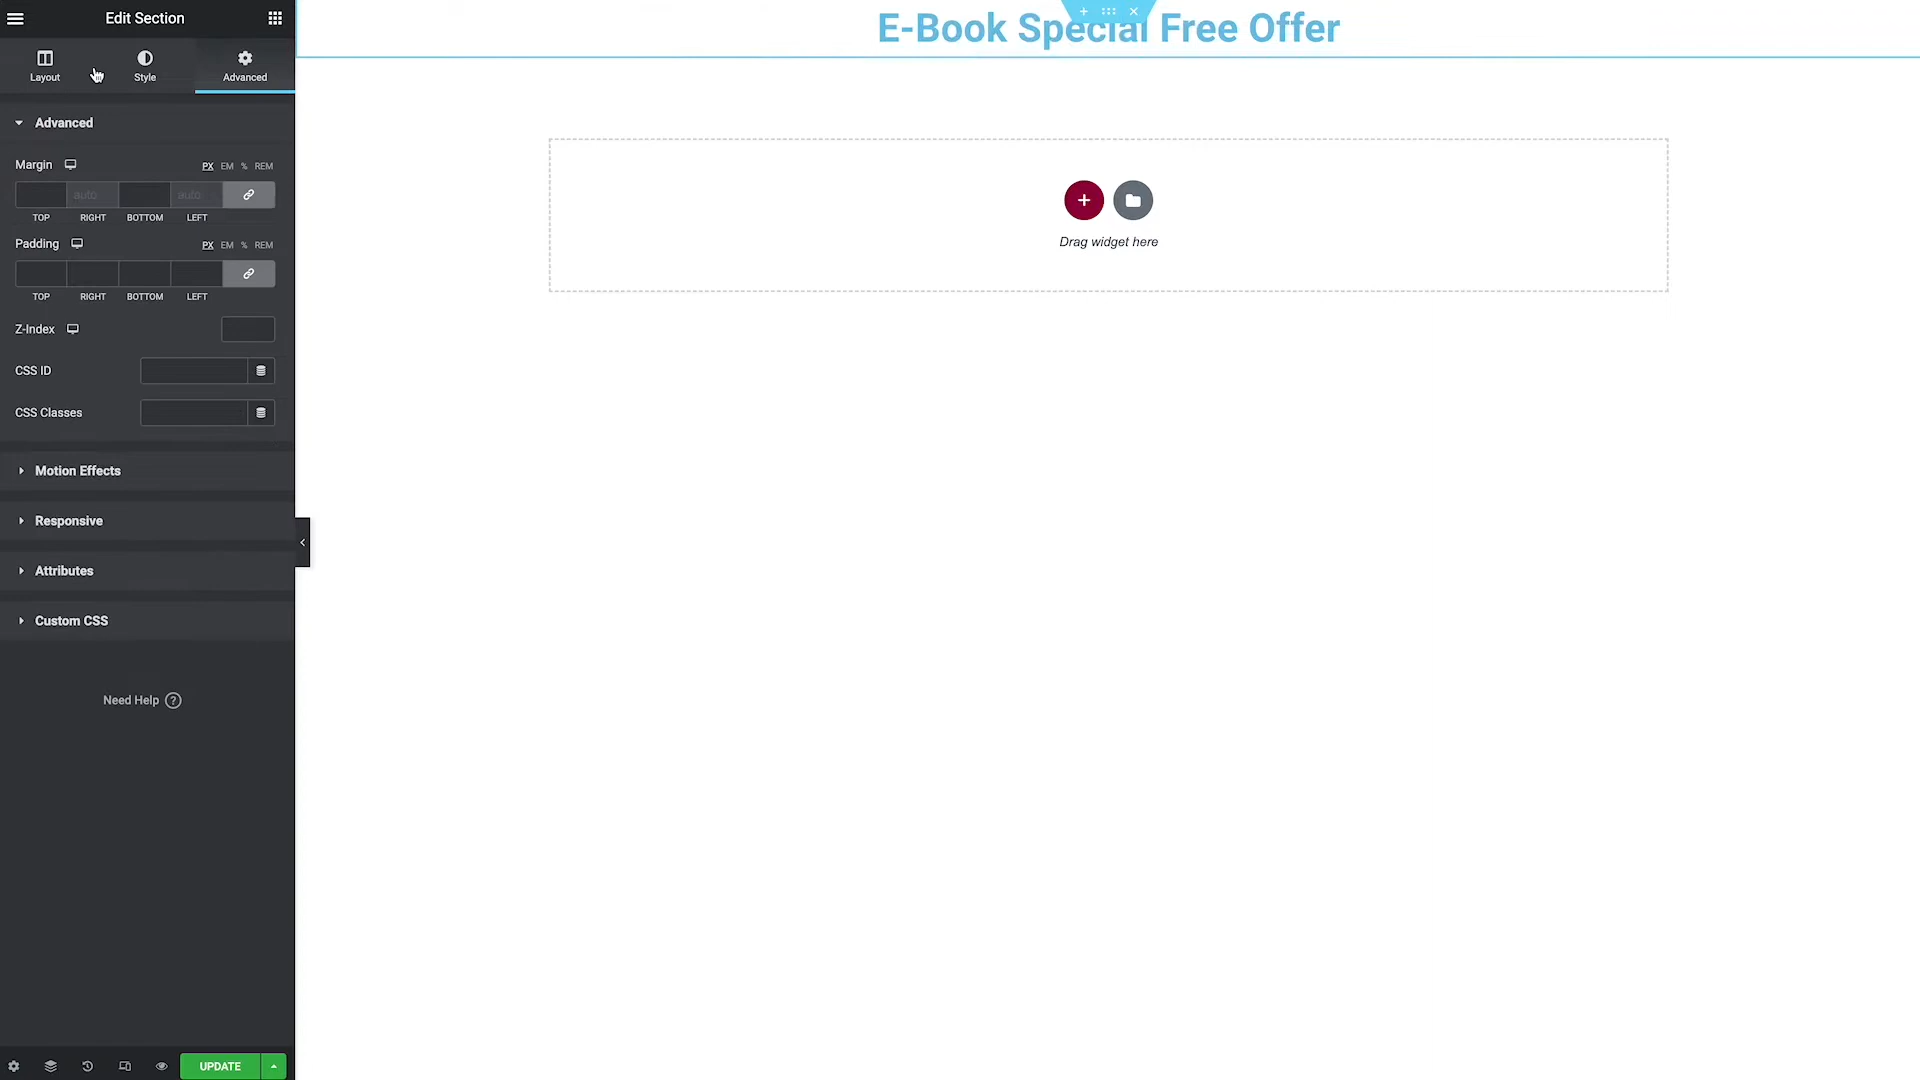 Edit Section
E-Book Special Free Offer
Layout
Style
Advanced
Advanced
Margin
PX EM % REM
auto auto
TOP RIGHT BOTTOM LEFT
Padding
PX EM % REM
TOP RIGHT BOTTOM LEFT
Z-Index
CSS ID
CSS Classes
Motion Effects
Responsive
Attributes
Custom CSS
Need Help ?
UPDATE
Drag widget here